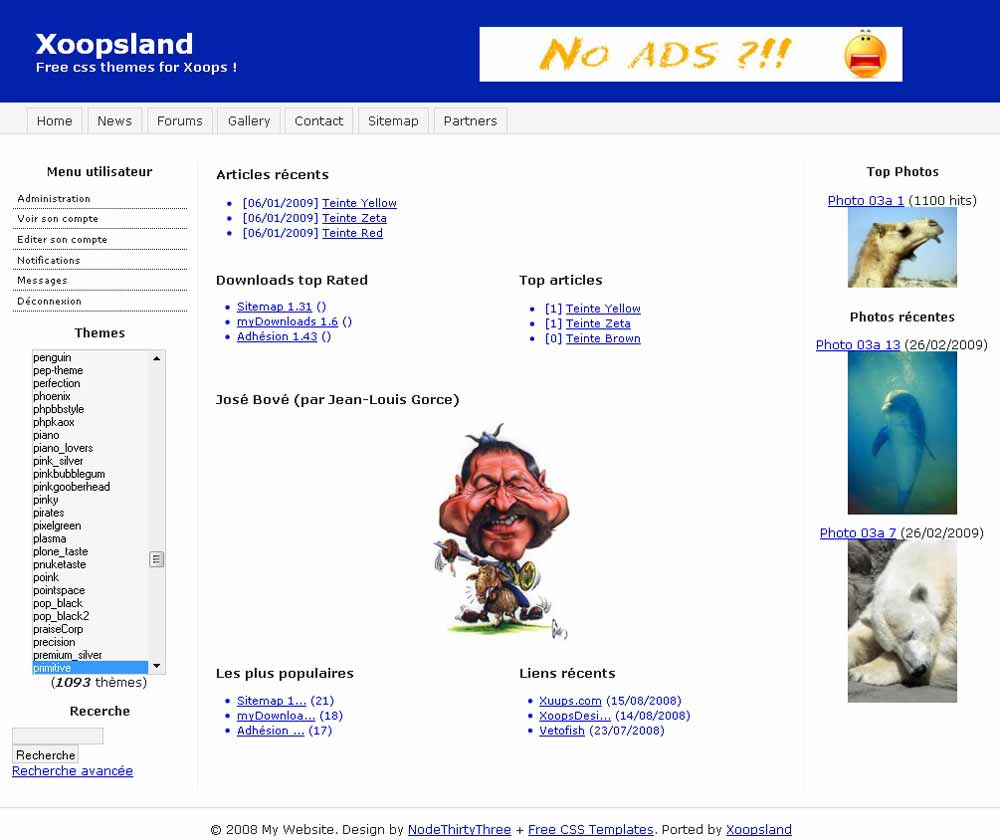 Xoopsland
Free css themes for Xoops !
No ADS ?!!
Home News Forums Gallery Contact Sitemap Partners
Menu utilisateur
Administration
Voir son compte
Editer son compte
Notifications
Messages
Déconnexion
Themes
penguin
pep-theme
perfection
phoenix
phpbbstyle
phpkaox
piano
piano_lovers
pink_silver
pinkbubblegum
pinkgooberhead
pinky
pirates
pixelgreen
plasma
plone_taste
pnuketaste
poink
pointspace
pop_black
pop_black2
praiseCorp
precision
premium_silver
primitive
(1093 thèmes)
Recerche
Recherche
Recherche avancée
Articles récents
[06/01/2009] Teinte Yellow
[06/01/2009] Teinte Zeta
[06/01/2009] Teinte Red
Downloads top Rated
Sitemap 1.31 ()
myDownloads 1.6 ()
Adhésion 1.43 ()
Top articles
[1] Teinte Yellow
[1] Teinte Zeta
[0] Teinte Brown
José Bové (par Jean-Louis Gorce)
Les plus populaires
Sitemap 1... (21)
myDownloa... (18)
Adhésion ... (17)
Liens récents
Xuups.com (15/08/2008)
XoopsDesi... (14/08/2008)
Vetofish (23/07/2008)
Top Photos
Photo 03a 1 (1100 hits)
Photos récentes
Photo 03a 13 (26/02/2009)
Photo 03a 7 (26/02/2009)
© 2008 My Website. Design by NodeThirtyThree + Free CSS Templates. Ported by Xoopsland